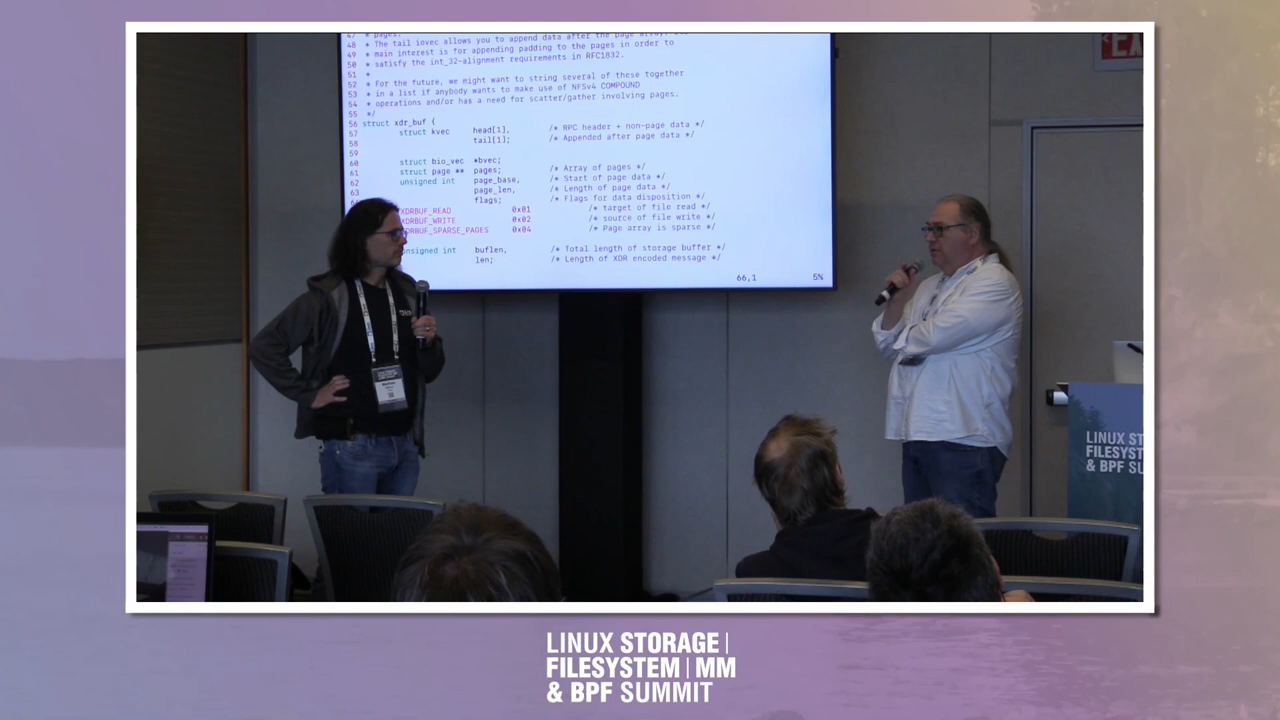 47 * pages.
48 * The tail iovec allows you to append data after the page array. Its
49 * main interest is for appending padding to the pages in order to
50 * satisfy the int_32-alignment requirements in RFC1832.
51 *
52 * For the future, we might want to string several of these together
53 * in a list if anybody wants to make use of NFSv4 COMPOUND
54 * operations and/or has a need for scatter/gather involving pages.
55 */
56 struct xdr_buf {
57 struct kvec head[1], /* RPC header + non-page data */
58 tail[1]; /* Appended after page data */
59
60 struct bio_vec *bvec;
61 struct page ** pages; /* Array of pages */
62 unsigned int page_base, /* Start of page data */
63 page_len, /* Length of page data */
flags; /* Flags for data disposition */
XDRBUF_READ 0x01 /* target of file read */
XDRBUF_WRITE 0x02 /* source of file write */
XDRBUF_SPARSE_PAGES 0x04 /* Page array is sparse */
unsigned int buflen, /* Total length of storage buffer */
len; /* Length of XDR encoded message */
66,1 5%
LINUX ST
FILESYST
& BPF SU
LINUX STORAGE |
FILESYSTEM | MM
& BPF SUMMIT